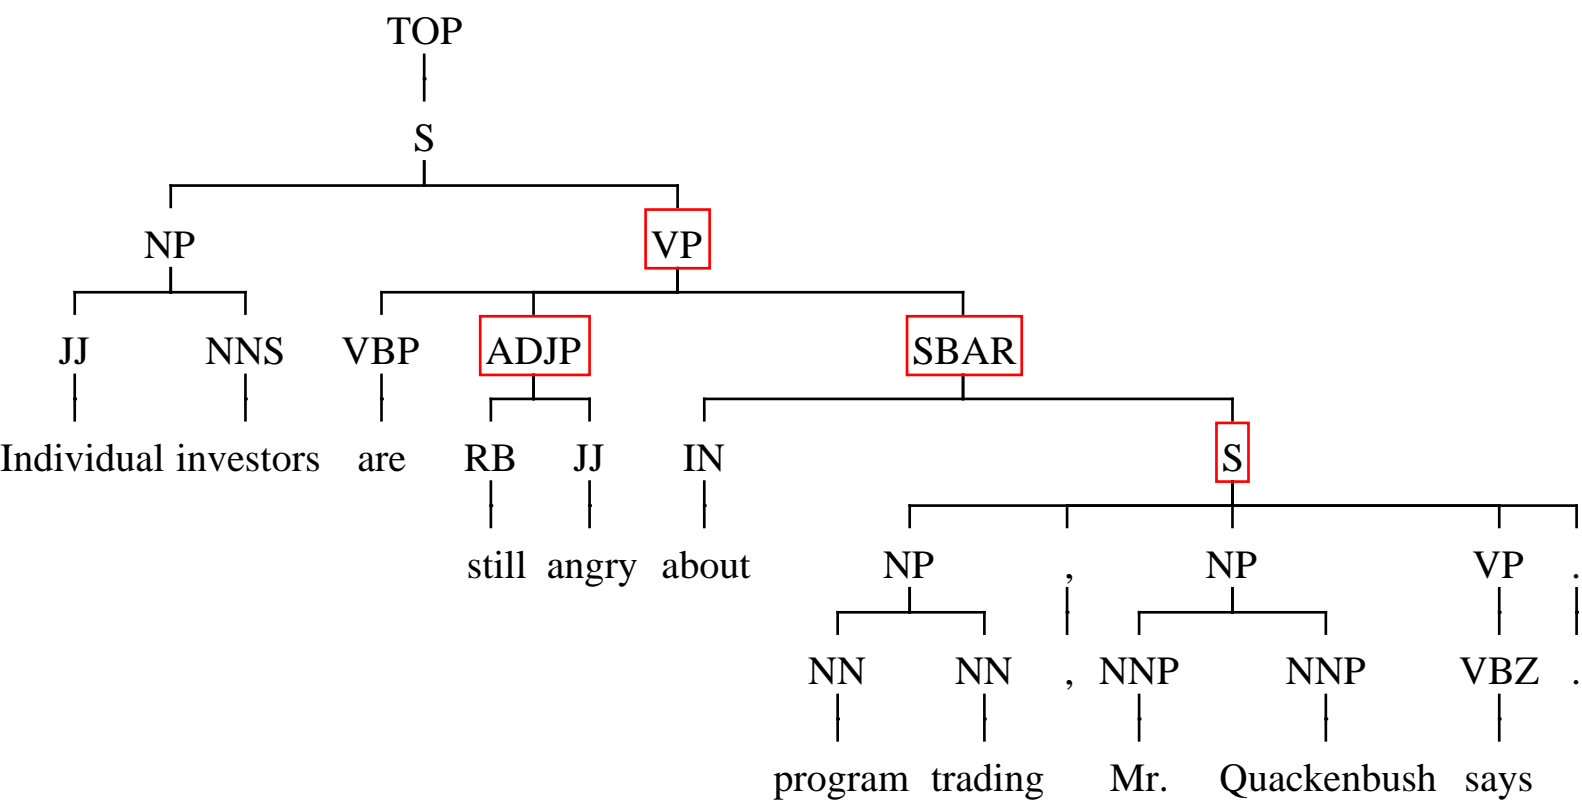 TOP
S
NP VP
JJ NNS VBP ADJP SBAR
Individual investors are RB JJ IN S
still angry about NP , NP VP .
NN NN , NNP NNP VBZ .
program trading Mr. Quackenbush says